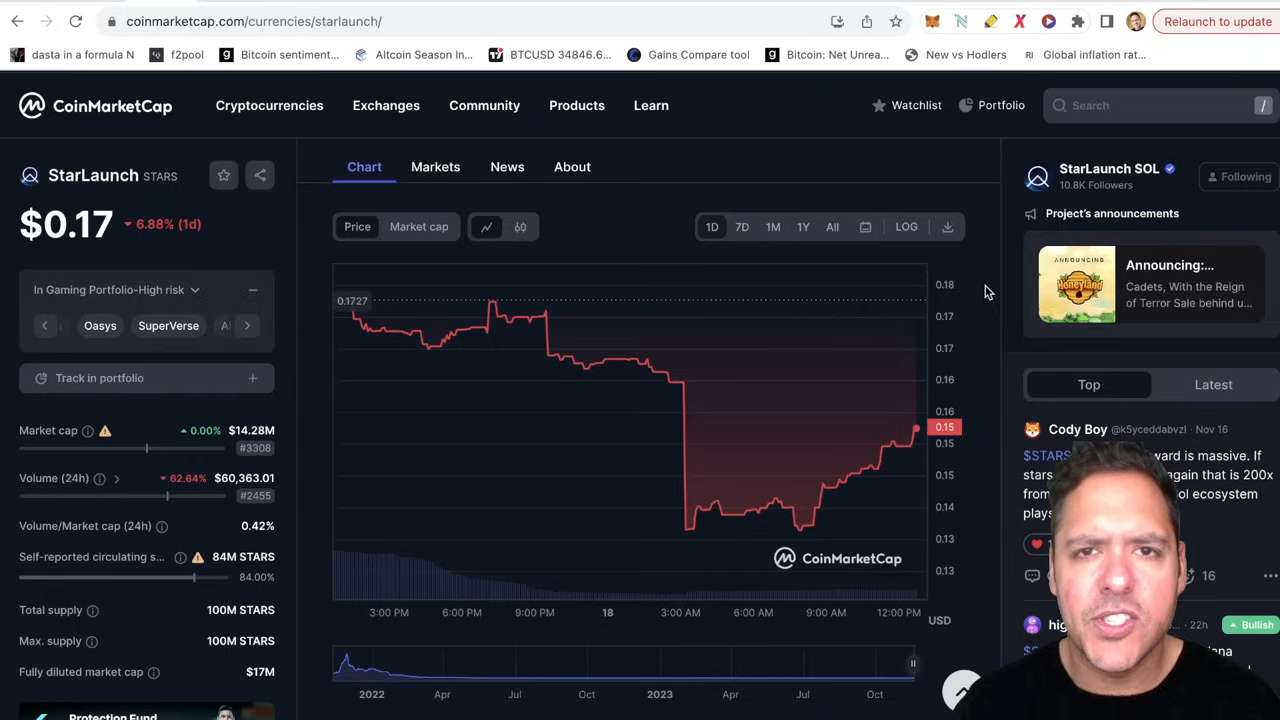 coinmarketcap.com/currencies/starlaunch/
Relaunch to update
dasta in a formula N
f2pool
Bitcoin sentiment...
Altcoin Season In...
BTCUSD 34846.6...
Gains Compare tool
Bitcoin: Net Unrea...
New vs Hodlers
RI Global inflation rat...
CoinMarketCap
Cryptocurrencies
Exchanges
Community
Products
Learn
Watchlist
Portfolio
Search
/
StarLaunch STARS
$0.17
6.88% (1d)
In Gaming Portfolio-High risk
Oasys
SuperVerse
Track in portfolio
+
Market cap
0.00% $14.28M
#3308
Volume (24h)
62.64% $60,363.01
#2455
Volume/Market cap (24h)
0.42%
Self-reported circulating s...
84M STARS
84.00%
Total supply
100M STARS
Max. supply
100M STARS
Fully diluted market cap
$17M
Protection Fund
Chart
Markets
News
About
Price
Market cap
1D
7D
1M
1Y
All
LOG
0.1727
0.18
0.17
0.17
0.16
0.16
0.15
0.15
0.15
0.14
0.13
0.13
CoinMarketCap
3:00 PM
6:00 PM
9:00 PM
18
3:00 AM
6:00 AM
9:00 AM
12:00 PM
USD
2022
Apr
Jul
Oct
2023
Apr
Jul
Oct
StarLaunch SOL
10.8K Followers
Following
Project's announcements
ANNOUNCING
Honeyland
Announcing:...
Cadets, With the Reign
of Terror Sale behind u...
Top
Latest
Cody Boy @k5yceddabvzl · Nov 16
$STARS ward is massive. If
stars again that is 200x
from ol ecosystem
plays
16
hig
· 22h
Bullish